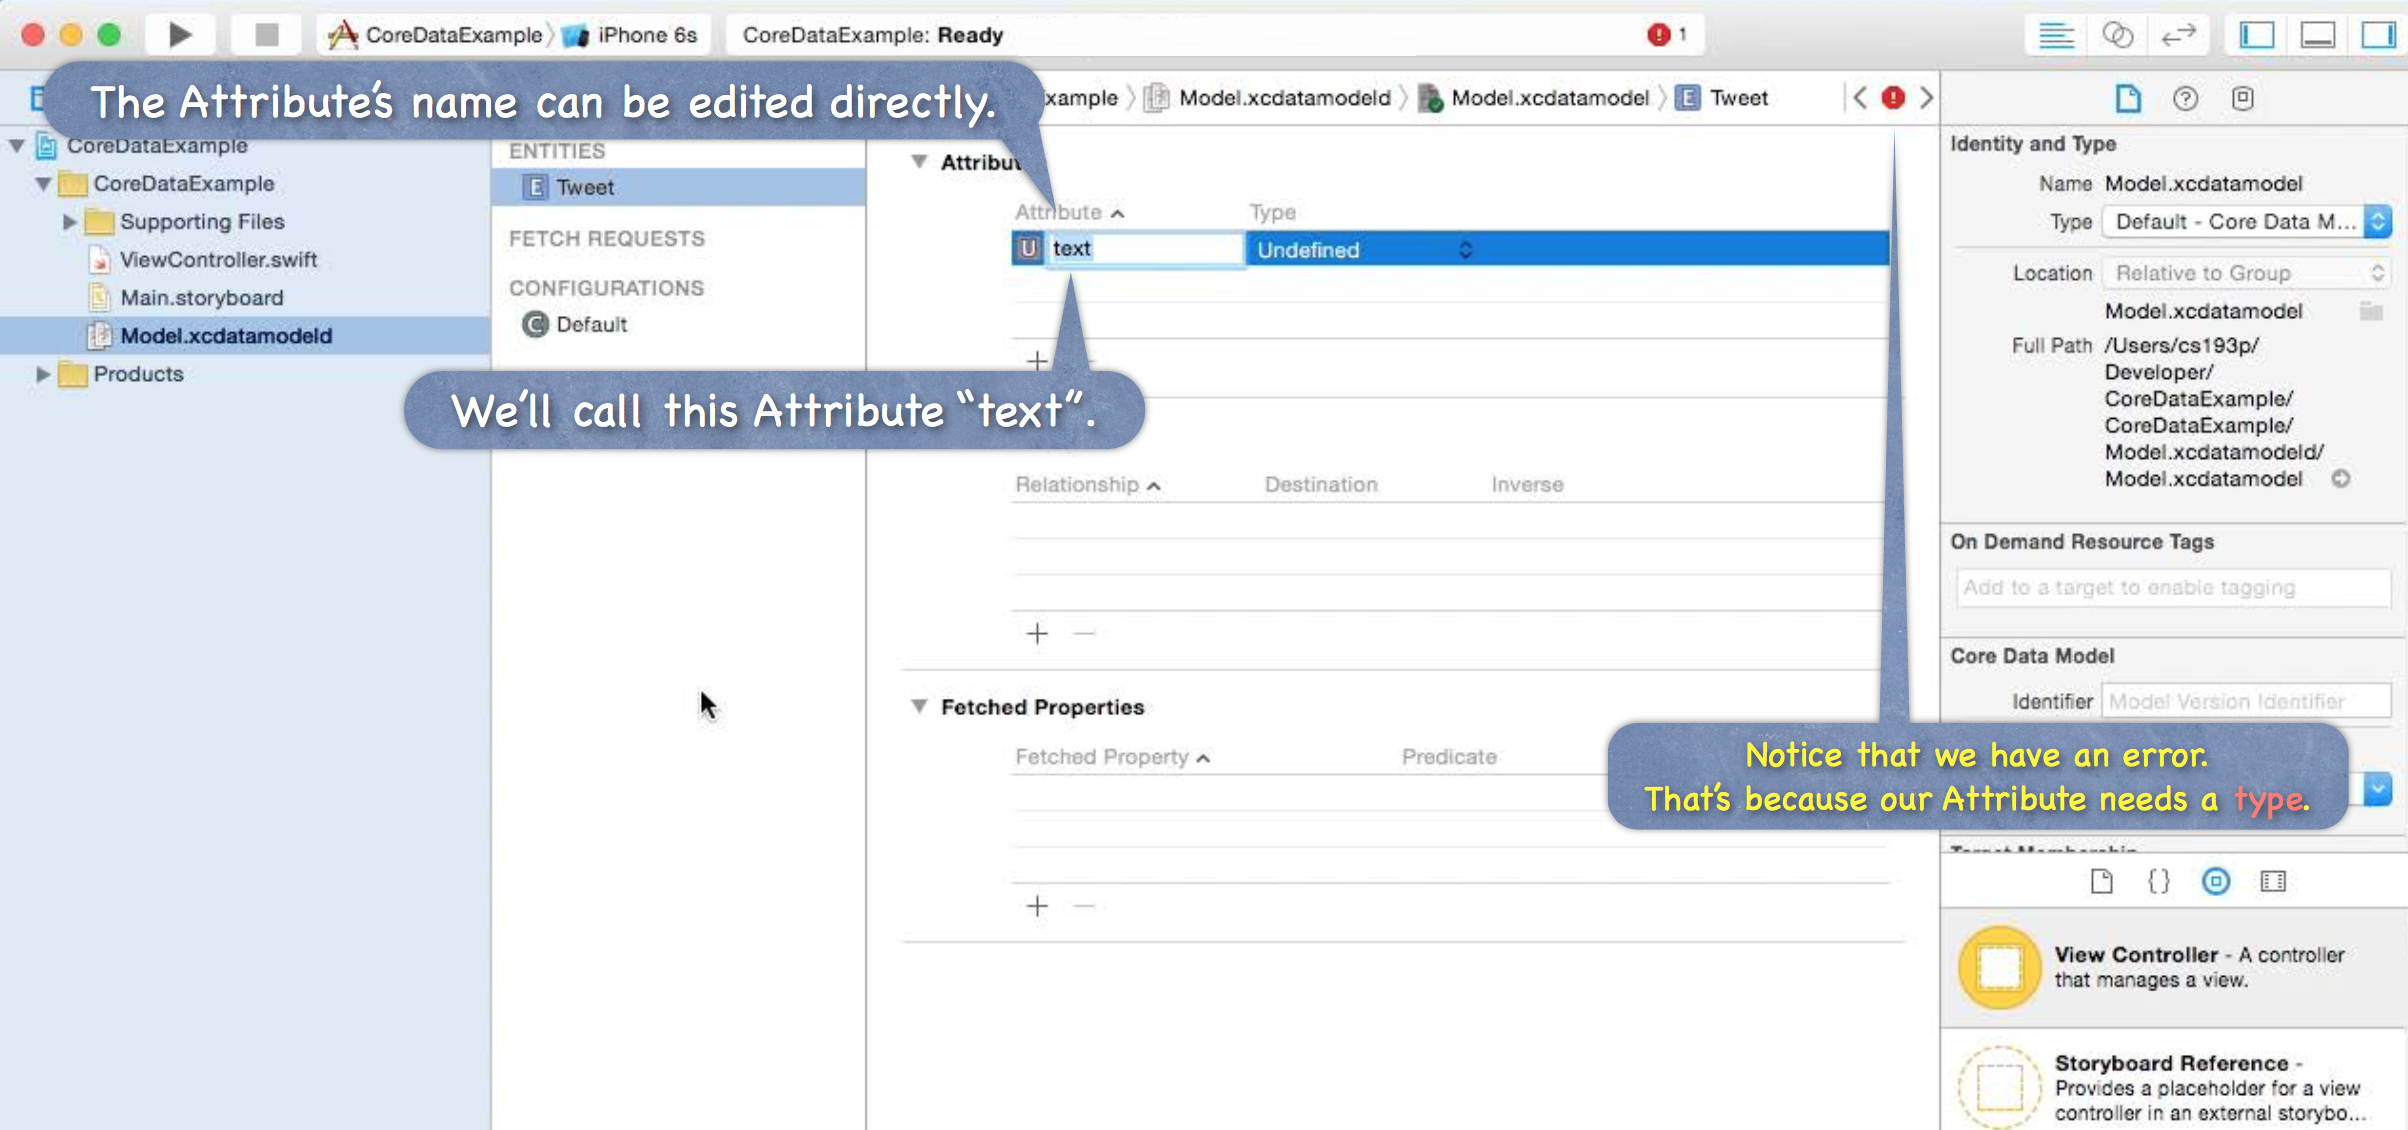 CoreDataExample
iPhone 6s
CoreDataExample: Ready
1
The Attribute's name can be edited directly.
xample
Model.xcdatamodeld
Model.xcdatamodel
E
Tweet
CoreDataExample
CoreDataExample
Supporting Files
ViewController.swift
Main.storyboard
Model.xcdatamodeld
Products
ENTITIES
E
Tweet
FETCH REQUESTS
CONFIGURATIONS
C
Default
Attribu
Attribute
Type
U
text
Undefined
We'll call this Attribute “text”.
Relationship
Destination
Inverse
Fetched Properties
Fetched Property
Predicate
Identity and Type
Name Model.xcdatamodel
Type Default - Core Data M...
Location Relative to Group
Model.xcdatamodel
Full Path /Users/cs193p/
Developer/
CoreDataExample/
CoreDataExample/
Model.xcdatamodeld/
Model.xcdatamodel
On Demand Resource Tags
Add to a target to enable tagging
Core Data Model
Identifier Model Version Identifier
Notice that we have an error.
That's because our Attribute needs a type.
{}
View Controller - A controller
that manages a view.
Storyboard Reference -
Provides a placeholder for a view
controller in an external storybo...